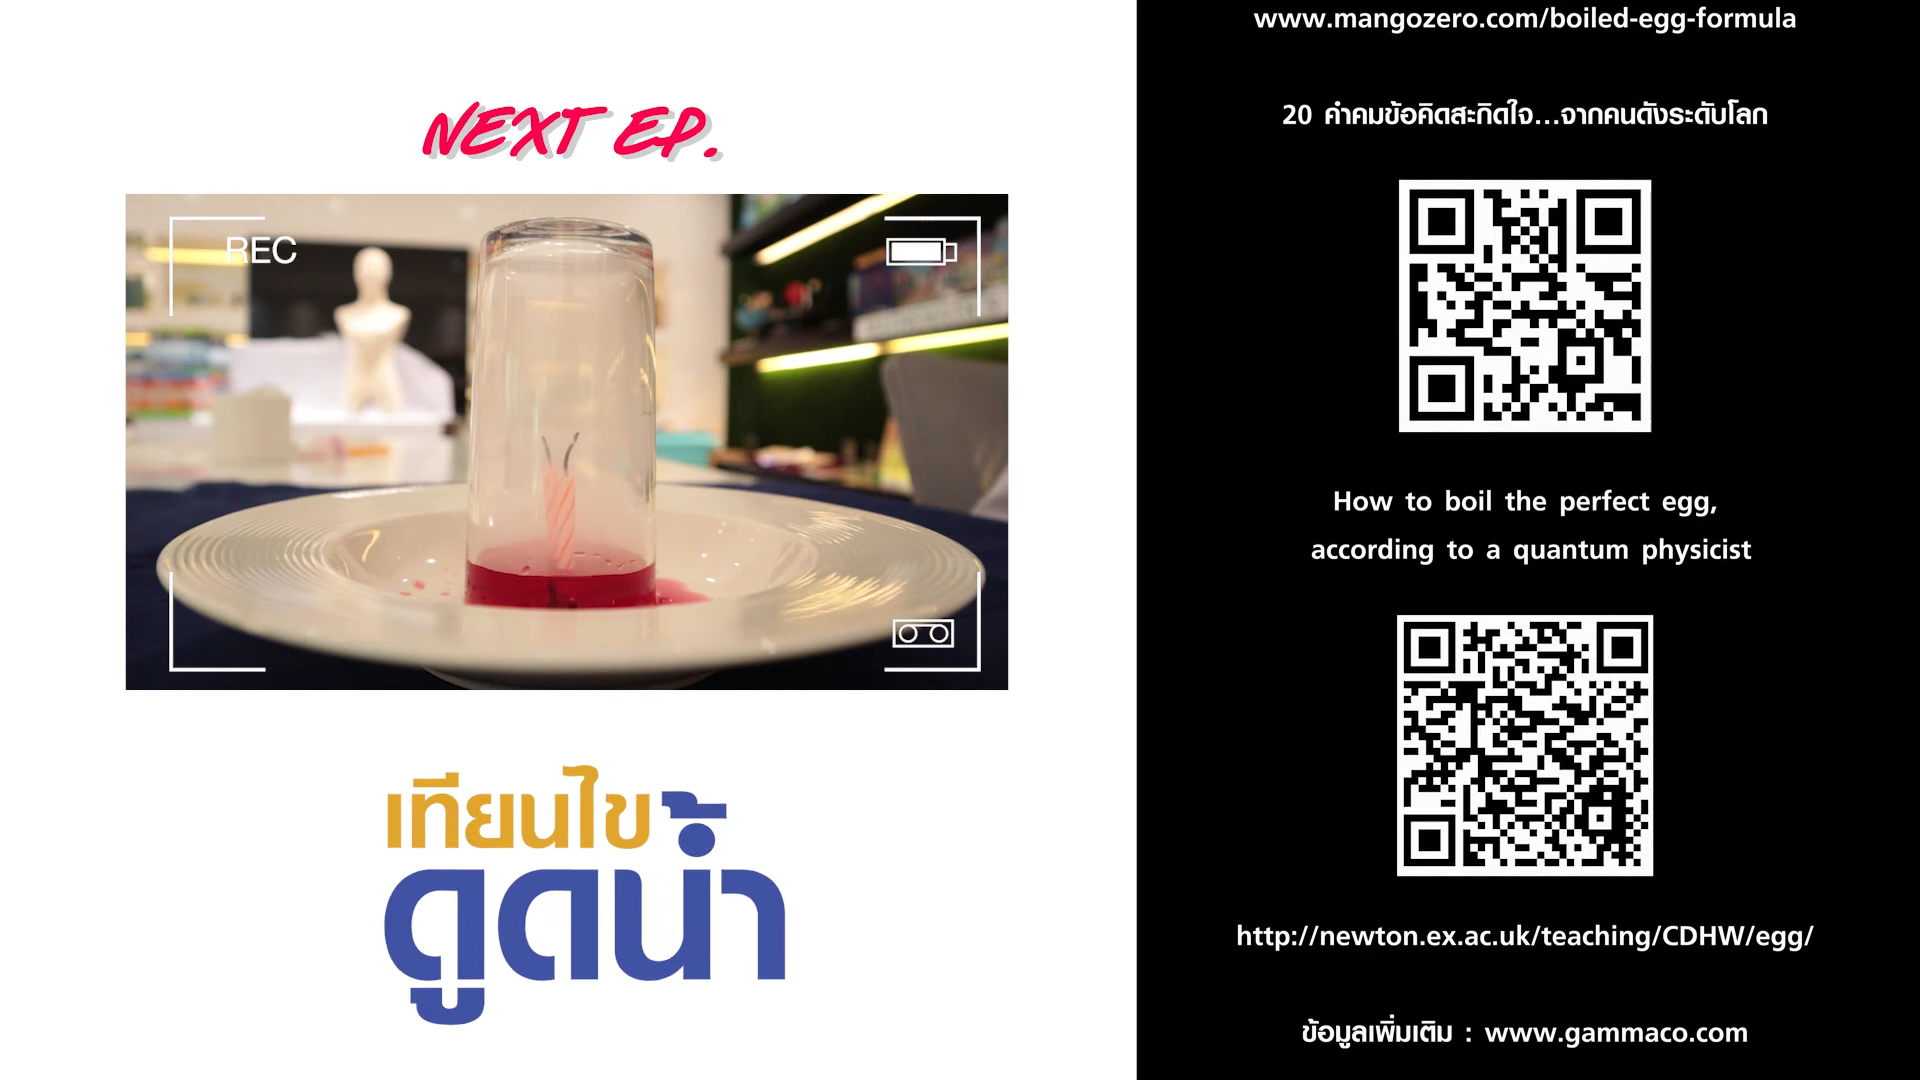 NEXT EP.
REC
เทียนไข
ดูดน้ำ
www.mangozero.com/boiled-egg-formula
20 คำคมข้อคิดสะกิดใจ...จากคนดังระดับโลก
How to boil the perfect egg,
according to a quantum physicist
http://newton.ex.ac.uk/teaching/CDHW/egg/
ข้อมูลเพิ่มเติม : www.gammaco.com